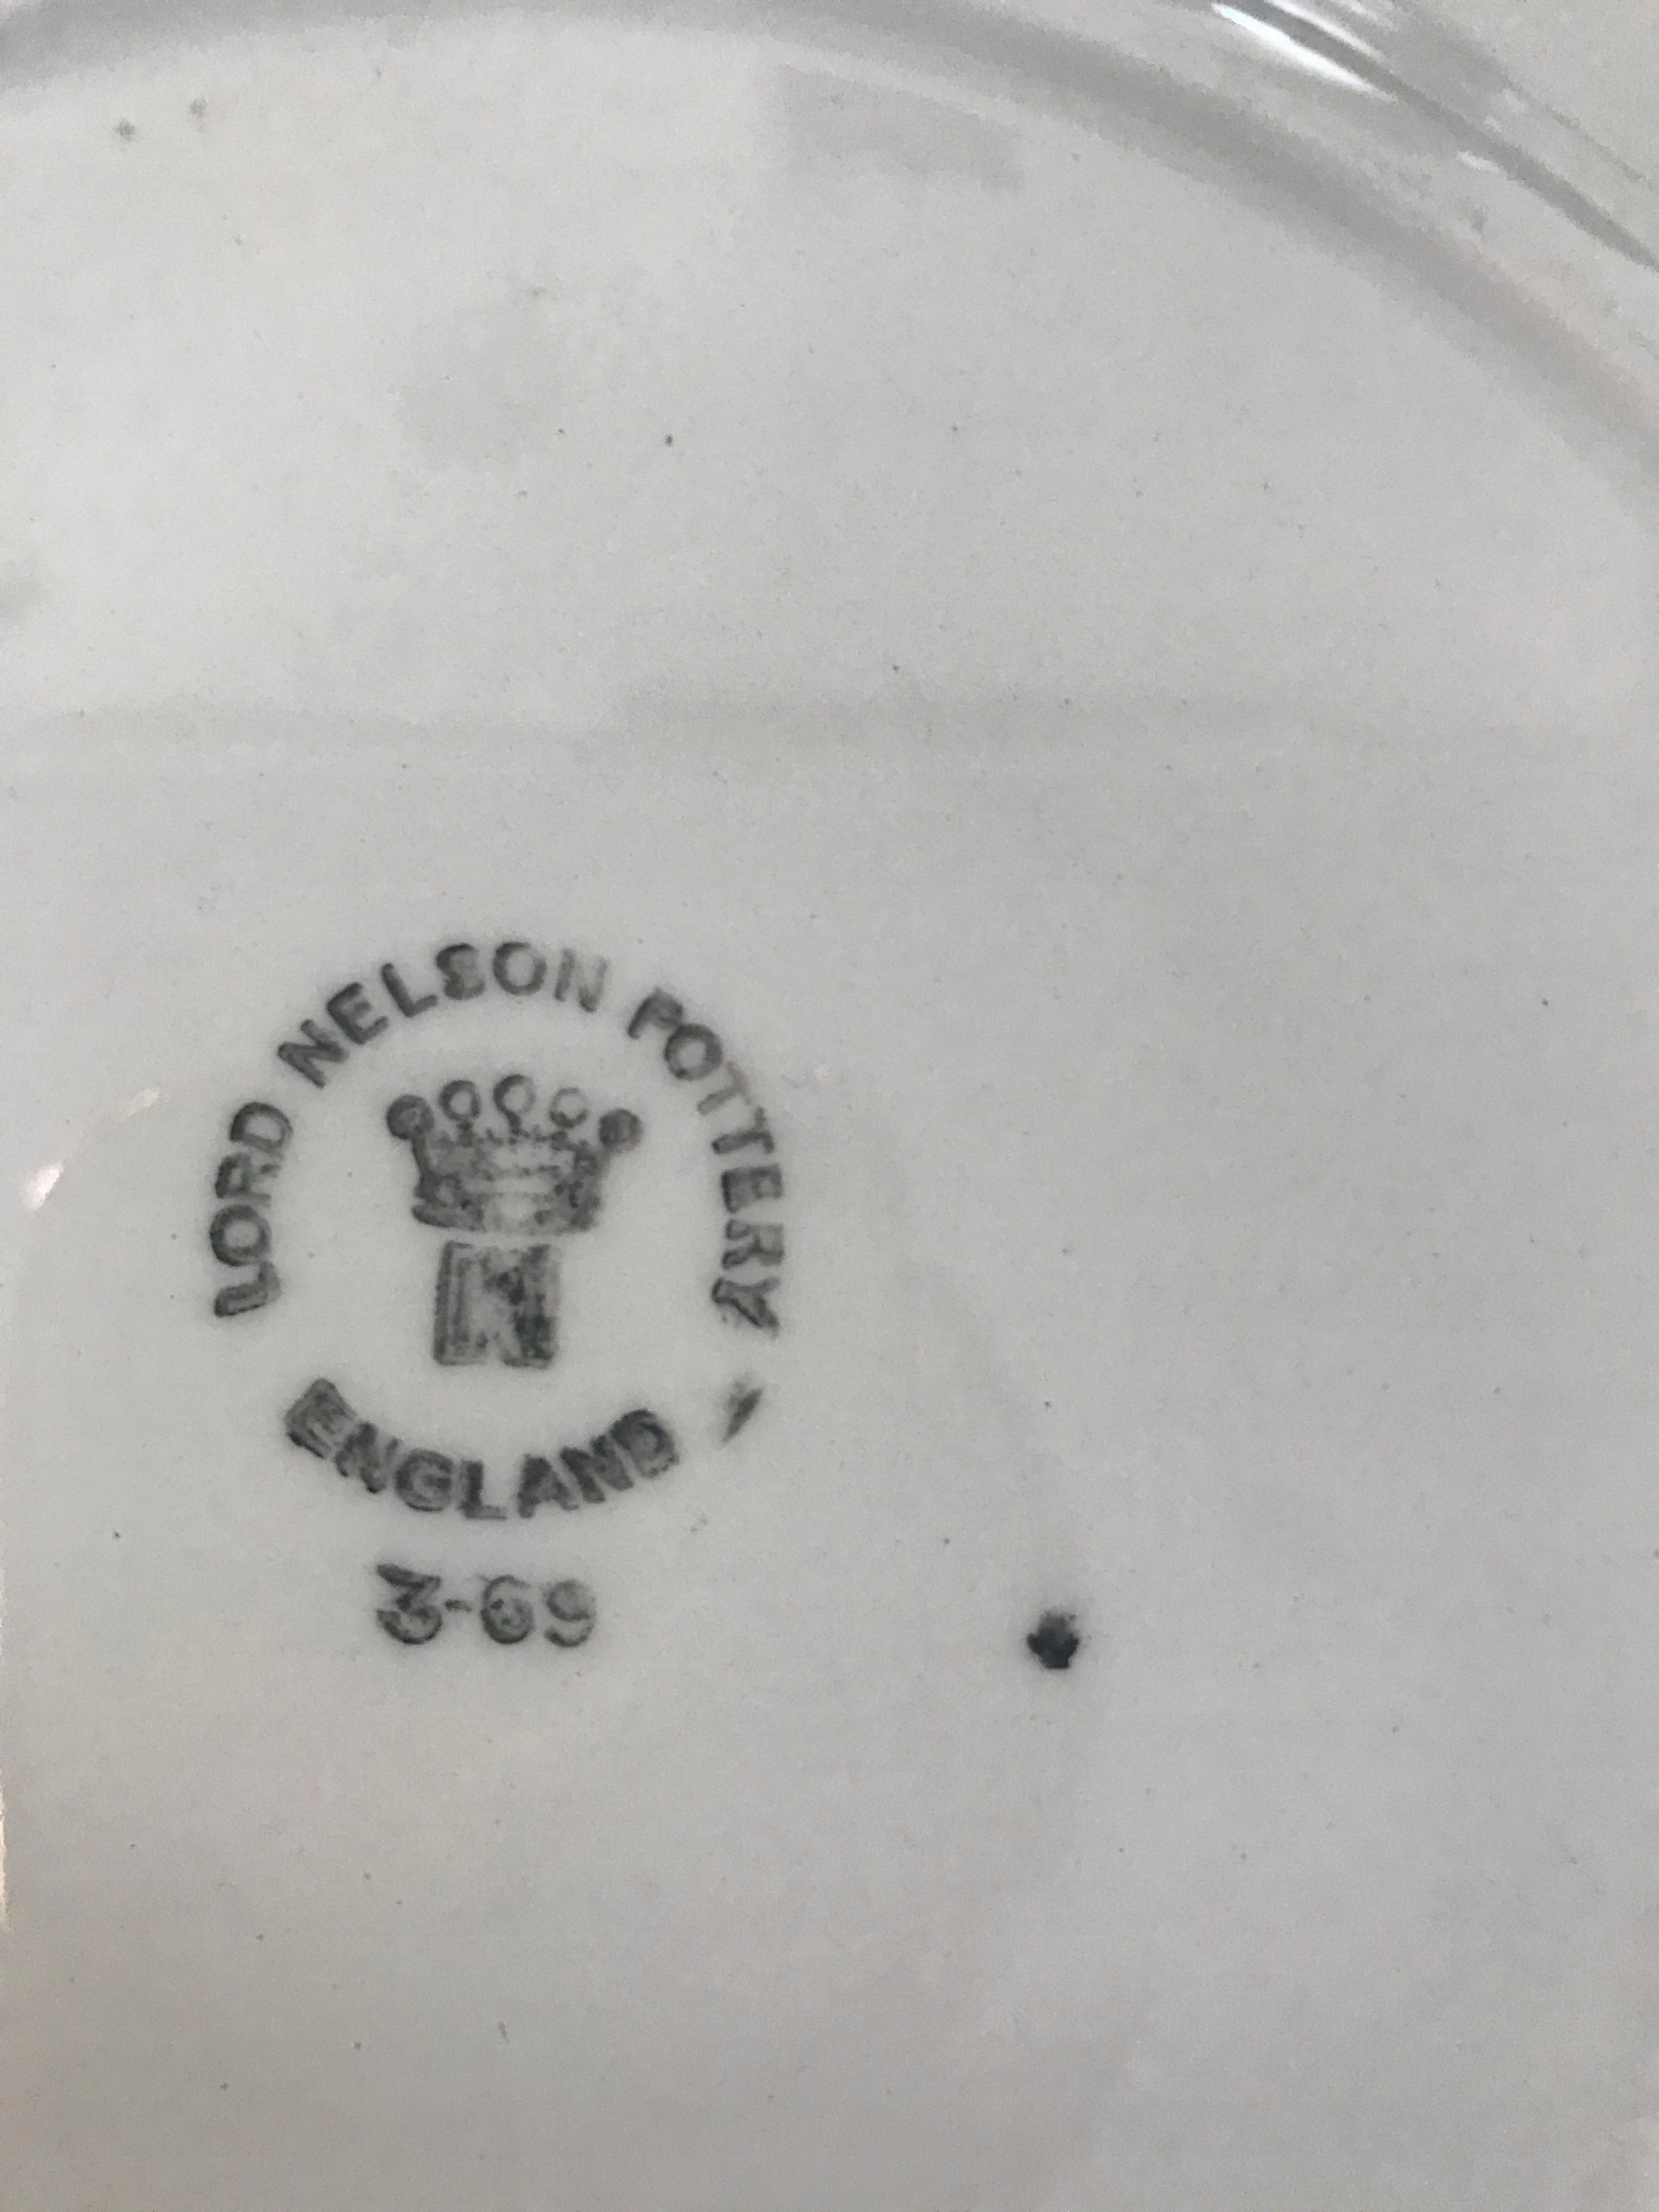 LORD NELSON POTTERY
K
ENGLAND
3-69